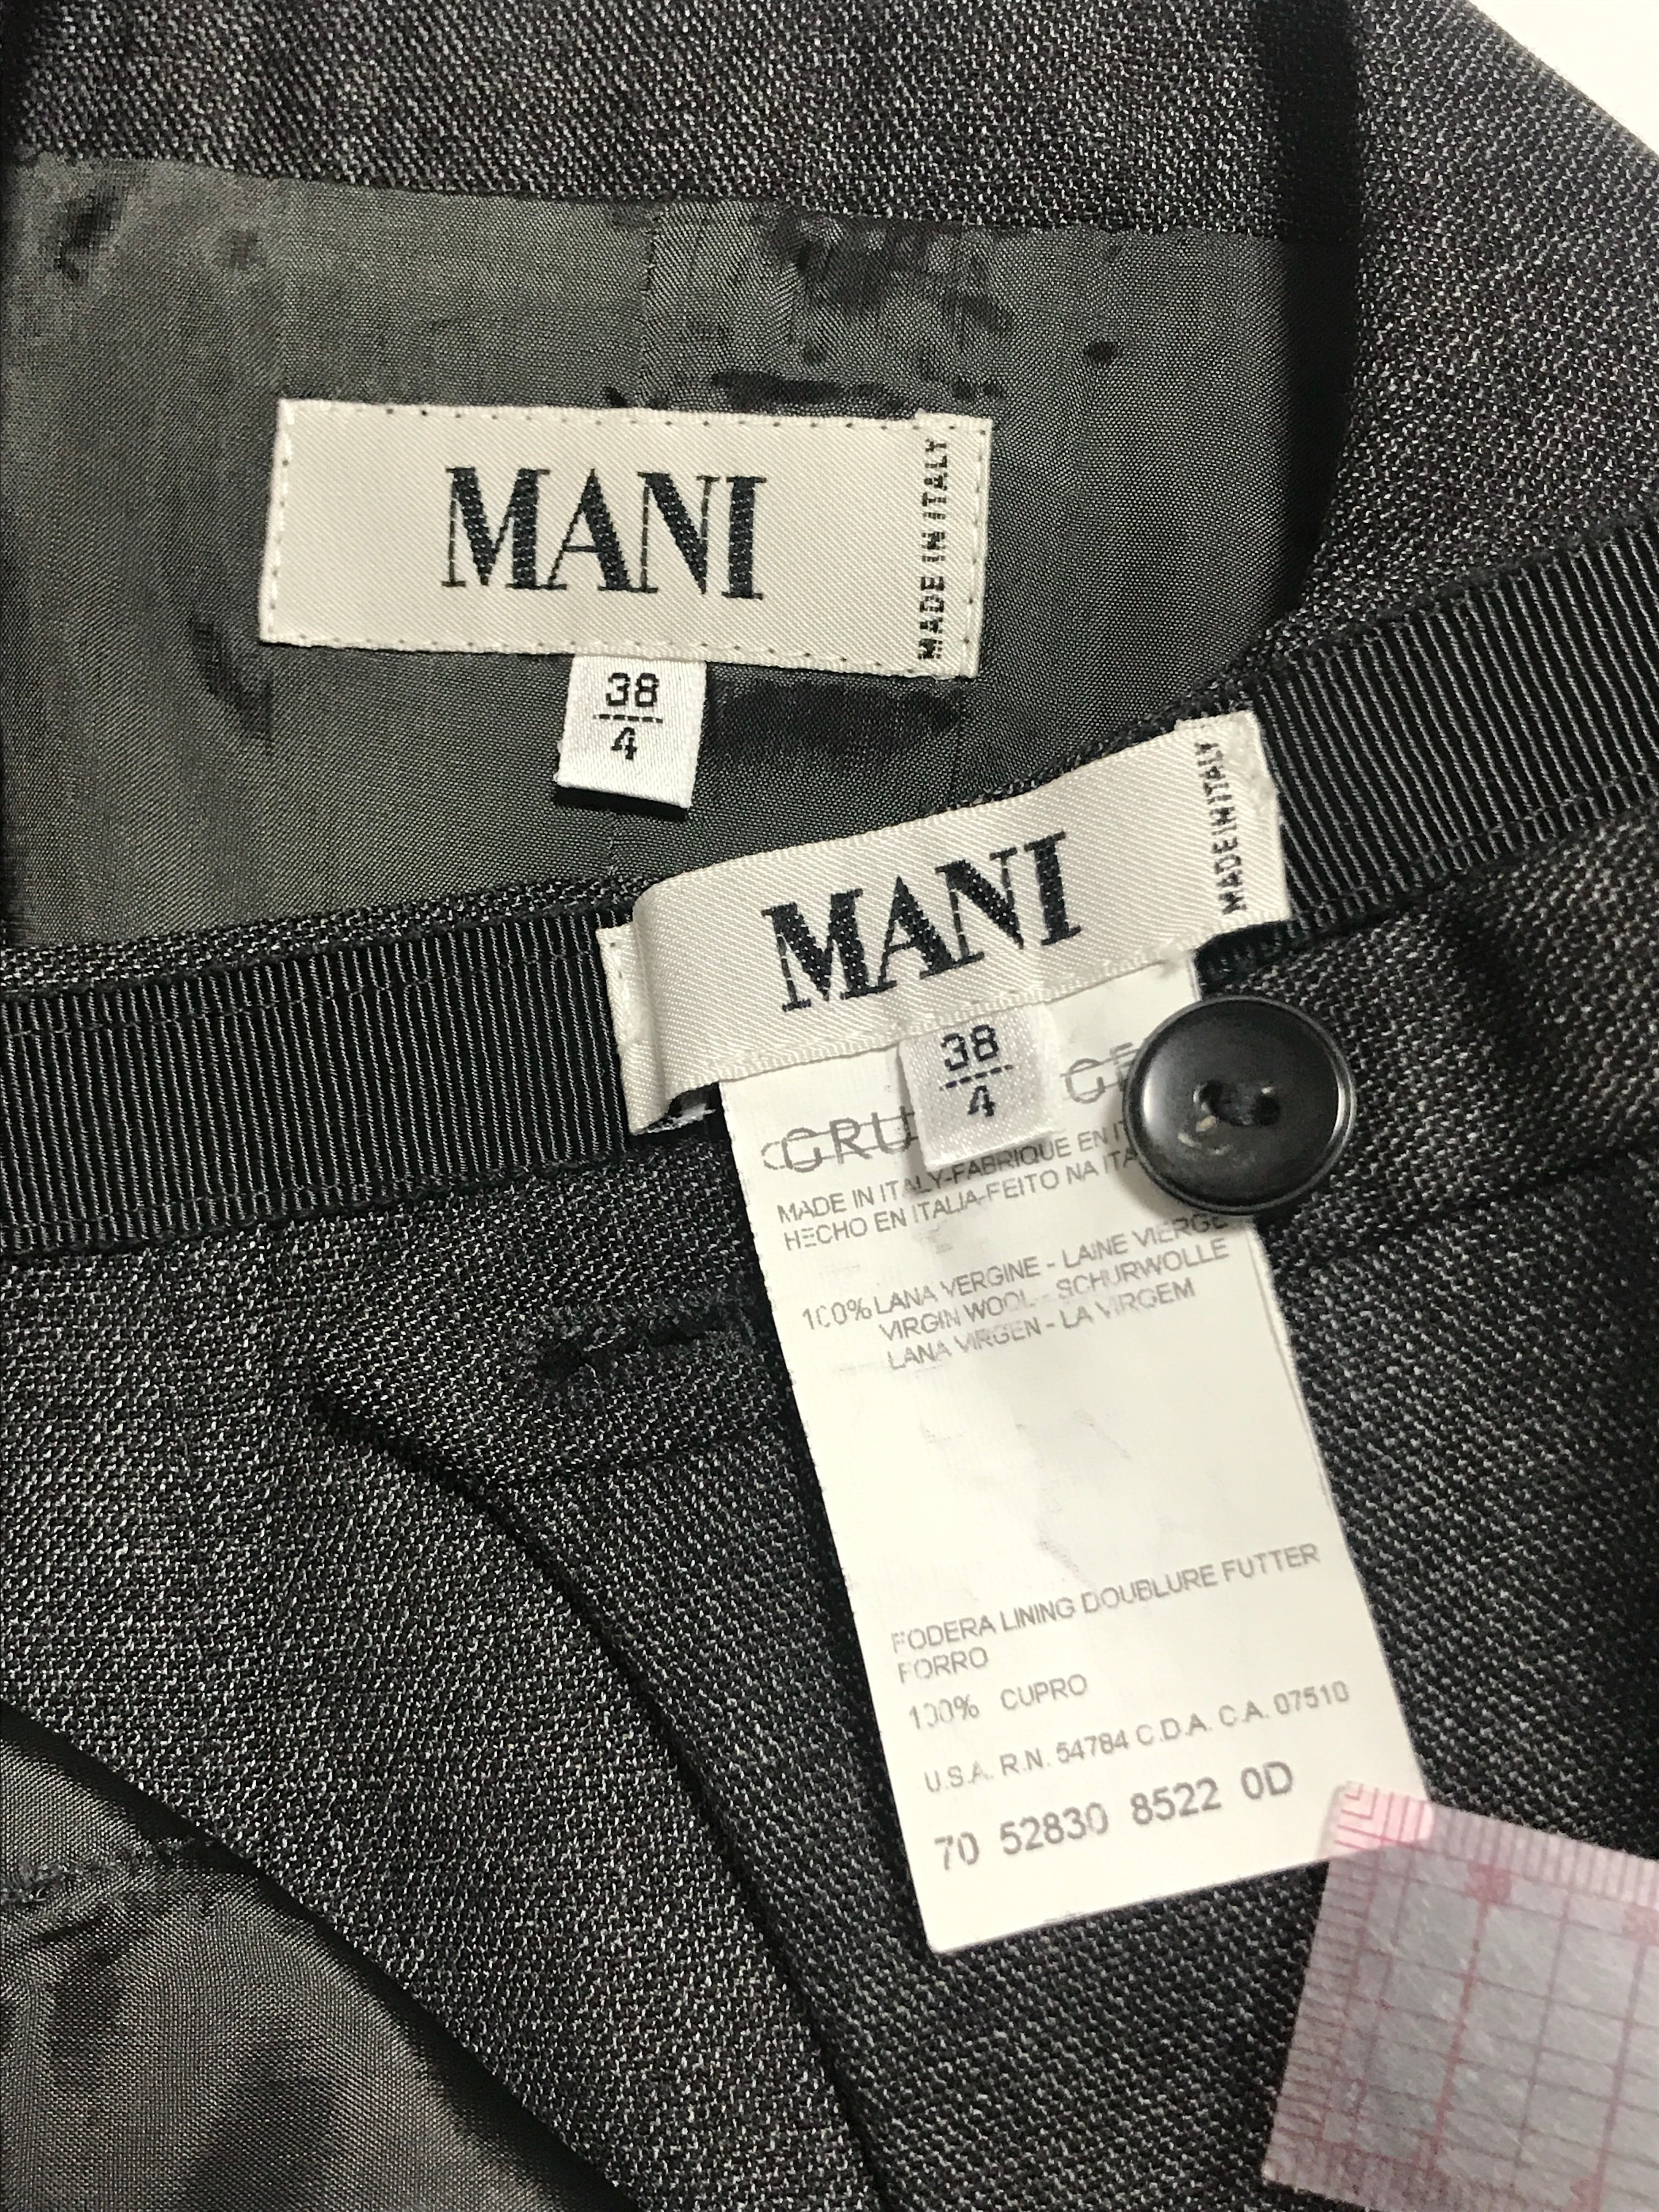 MANI
MADE IN ITALY
38
4
MANI
MADE IN ITALY
38
4
MADE IN ITALY-FABRIQUE EN
HECHO EN ITALIA-FEITO NA
100% LANA VERGINE - LAINE VIERGE
VIRGIN WOOL - SCHURWOLLE
LANA VIRGEN - LA VIRGEM
FODERA LINING DOUBLURE FUTTER
FORRO
100% CUPRO
U.S.A. R.N. 54784 C.D.A. C.A. 07510
70 52830 8522 0D